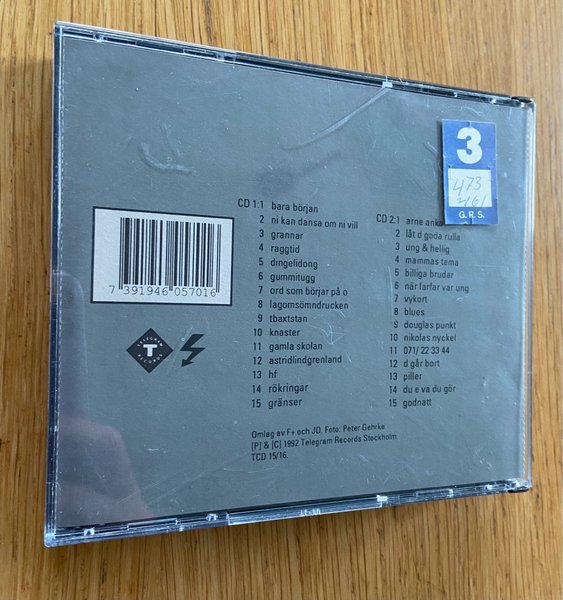 3
473
G.R.S.
CD 1:1 bara början
2 ni kan dansa om ni vill
3 grannar
4 raggtid
5 dingelidong
6 gummitugg
7 ord som börjar på o
8 lagomsömndrucken
9 tbaxtstan
10 knaster
11 gamla skolan
12 astridlindgrenland
13 hf
14 rökringar
15 gränser
CD 2:1 arne anka
2 låt d goda rulla
3 ung & hellig
4 mammas tema
5 billiga brudar
6 när farfar var ung
7 vykort
8 blues
9 douglas punkt
10 nikolas nyckel
11 071/ 22 33 44
12 d går bort
13 piller
14 du e va du gör
15 godnatt
7 391946 057016
TELEGRAM
T
RECORDS
Omlag av F+ och JO. Foto: Peter Gehrke
[P] & [C] 1992 Telegram Records Stockholm.
TCD 15/16.